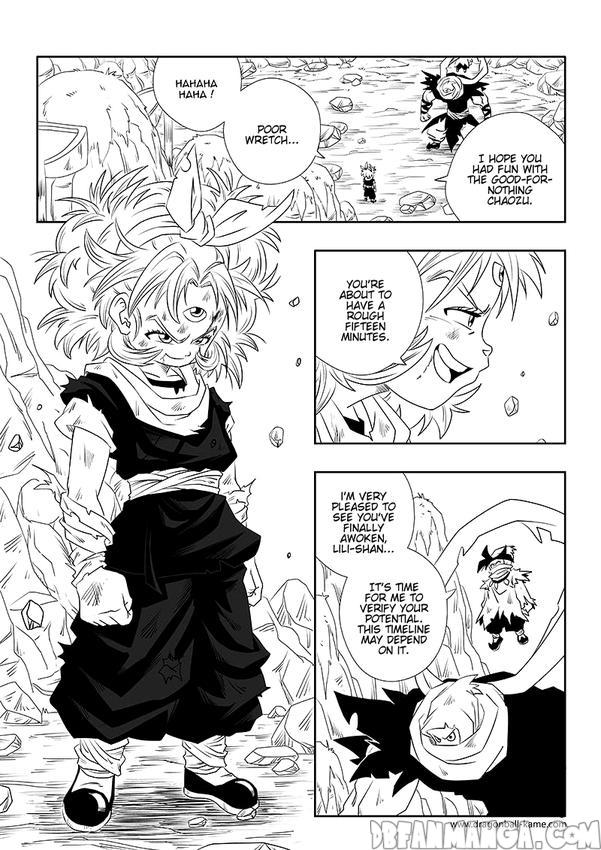 HAHAHA
HAHA !
POOR
WRETCH...
I HOPE YOU
HAD FUN WITH
THE GOOD-FOR-
NOTHING
CHAOZU.
YOU'RE
ABOUT TO
HAVE A
ROUGH
FIFTEEN
MINUTES.
I'M VERY
PLEASED TO
SEE YOU'VE
FINALLY
AWOKEN,
LILI-SHAN...
IT'S TIME
FOR ME TO
VERIFY YOUR
POTENTIAL.
THIS TIMELINE
MAY DEPEND
ON IT.
www.dragonball-kame.com
DBFANMANGA.COM